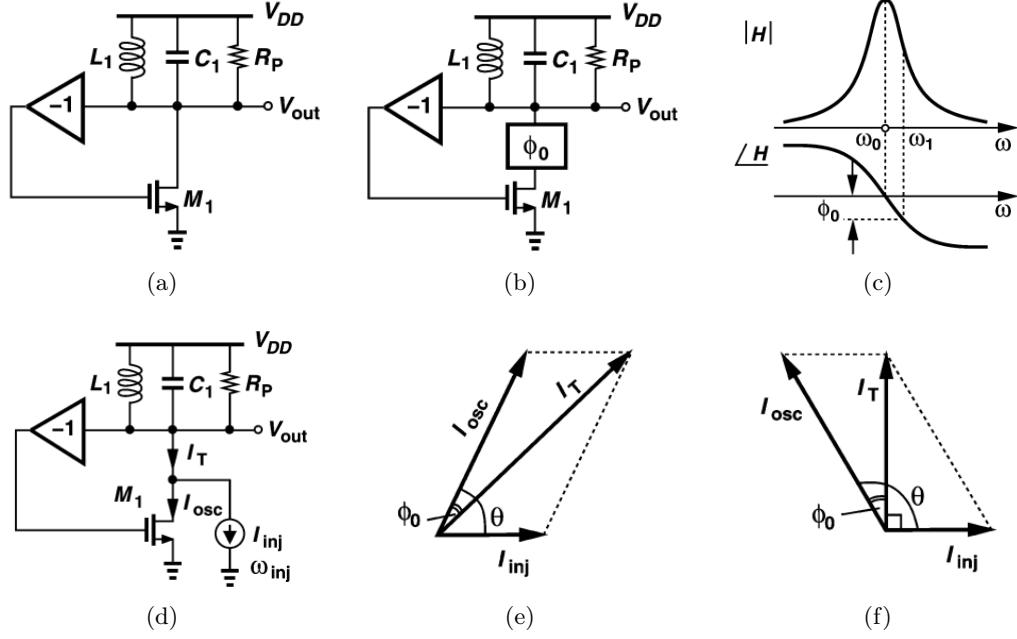 V_DD
L_1 C_1 R_P
−1
V_out
M_1
(a)
V_DD
L_1 C_1 R_P
−1
V_out
ϕ_0
M_1
(b)
|H|
ω_0 ω_1 ω
∠H
ϕ_0 ω
(c)
V_DD
L_1 C_1 R_P
−1
V_out
I_T
M_1 I_osc
I_inj
ω_inj
(d)
I_osc I_T
ϕ_0 θ
I_inj
(e)
I_osc I_T
ϕ_0 θ
I_inj
(f)